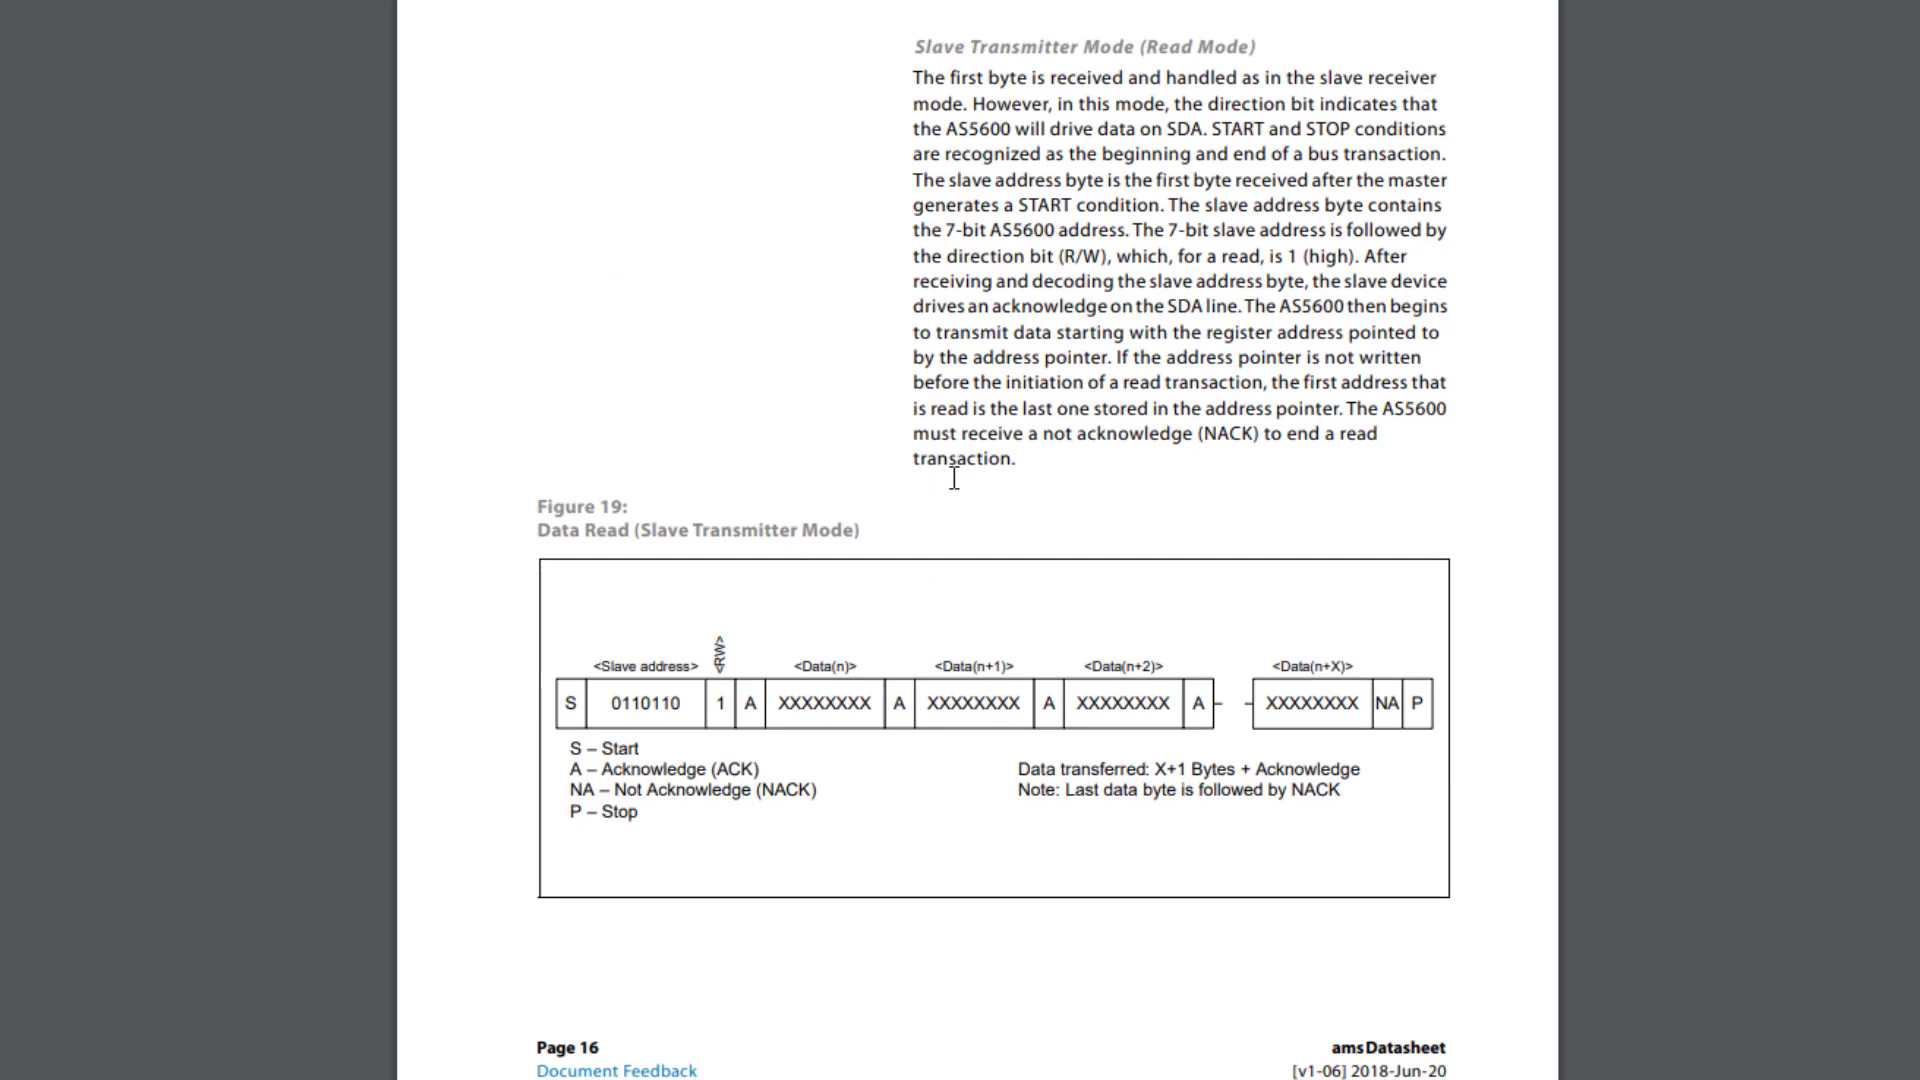 Slave Transmitter Mode (Read Mode)
The first byte is received and handled as in the slave receiver
mode. However, in this mode, the direction bit indicates that
the AS5600 will drive data on SDA. START and STOP conditions
are recognized as the beginning and end of a bus transaction.
The slave address byte is the first byte received after the master
generates a START condition. The slave address byte contains
the 7-bit AS5600 address. The 7-bit slave address is followed by
the direction bit (R/W), which, for a read, is 1 (high). After
receiving and decoding the slave address byte, the slave device
drives an acknowledge on the SDA line. The AS5600 then begins
to transmit data starting with the register address pointed to
by the address pointer. If the address pointer is not written
before the initiation of a read transaction, the first address that
is read is the last one stored in the address pointer. The AS5600
must receive a not acknowledge (NACK) to end a read
transaction.
Figure 19:
Data Read (Slave Transmitter Mode)
<Slave address> <RW> <Data(n)> <Data(n+1)> <Data(n+2)> <Data(n+X)>
S 0110110 1 A XXXXXXXX A XXXXXXXX A XXXXXXXX A XXXXXXXX NA P
S – Start
A – Acknowledge (ACK) Data transferred: X+1 Bytes + Acknowledge
NA – Not Acknowledge (NACK) Note: Last data byte is followed by NACK
P – Stop
Page 16 ams Datasheet
Document Feedback [v1-06] 2018-Jun-20